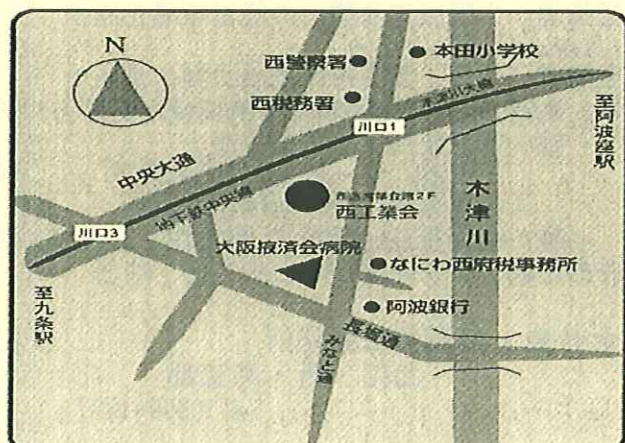 N
西警察署
本田小学校
西税務署
木津川大橋
川口1
至阿波座駅
中央大通
地下鉄中央線
西工業会
木津川
川口3
大阪掖済会病院
なにわ西府税事務所
至九条駅
阿波銀行
長堀通
みなと通